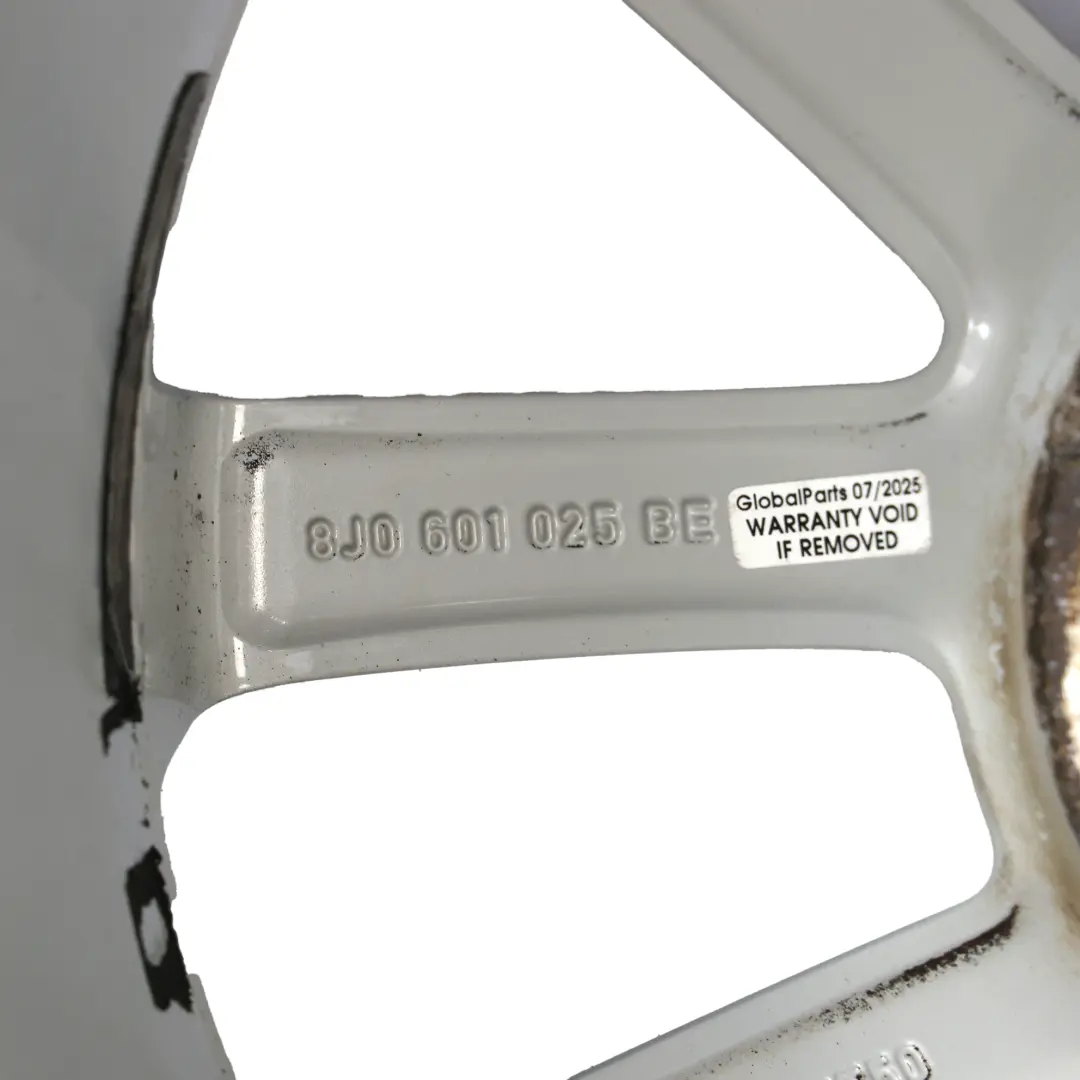 8J0 601 025 BE
GlobalParts 07/2025
WARRANTY VOID
IF REMOVED